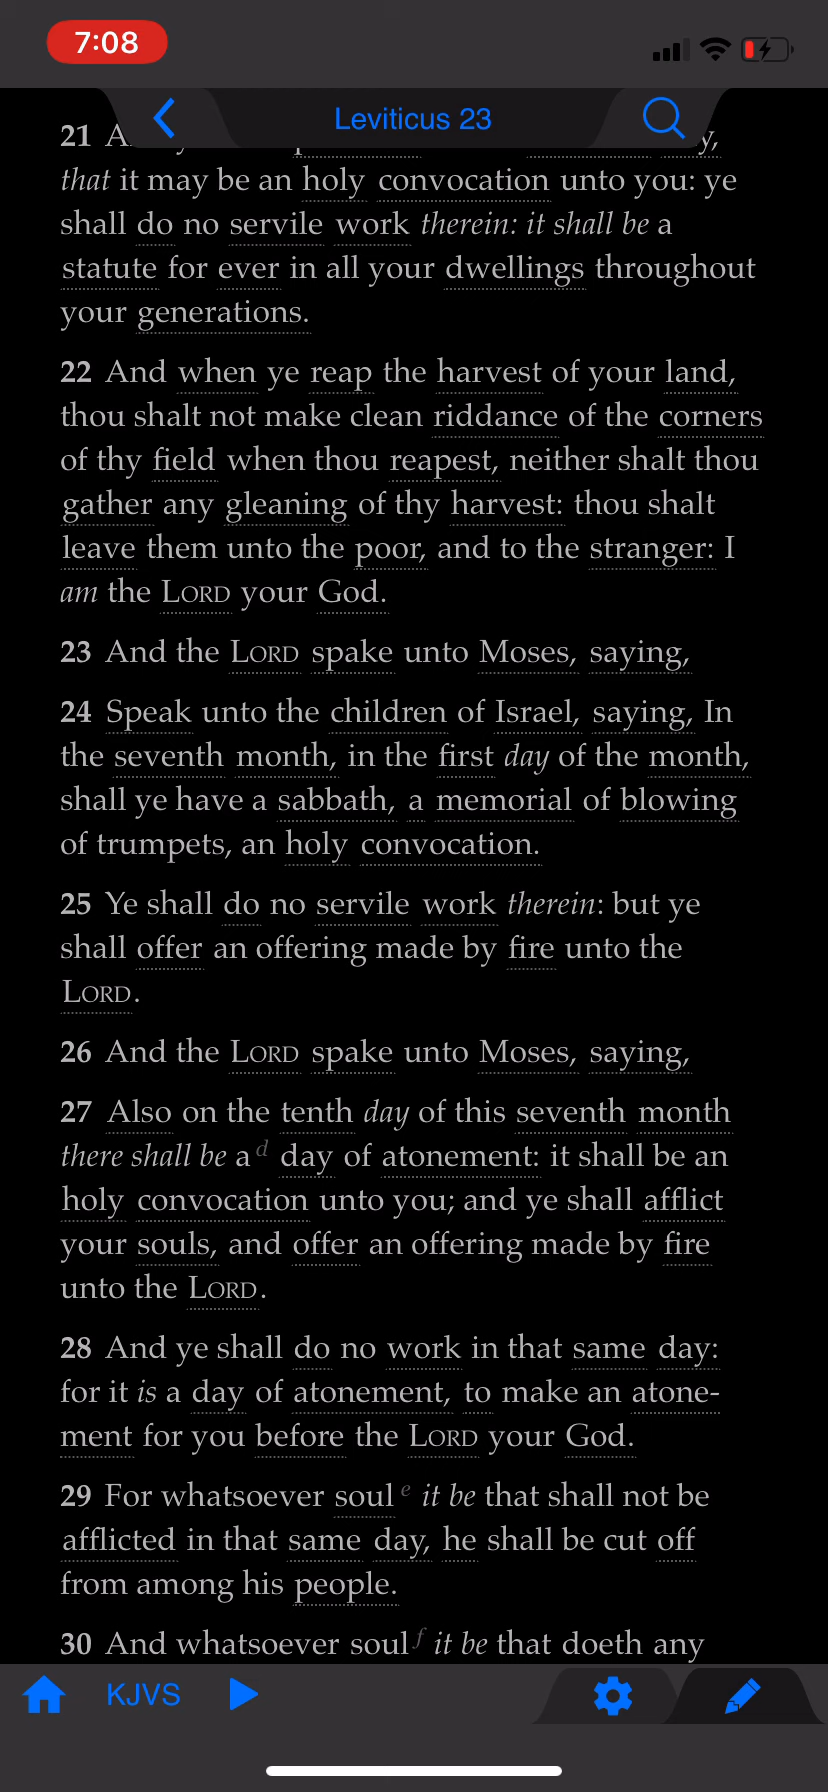 7:08
Leviticus 23
21
that it may be an holy convocation unto you: ye
shall do no servile work therein: it shall be a
statute for ever in all your dwellings throughout
your generations.
22 And when ye reap the harvest of your land,
thou shalt not make clean riddance of the corners
of thy field when thou reapest, neither shalt thou
gather any gleaning of thy harvest: thou shalt
leave them unto the poor, and to the stranger: I
am the LORD your God.
23 And the LORD spake unto Moses, saying,
24 Speak unto the children of Israel, saying, In
the seventh month, in the first day of the month,
shall ye have a sabbath, a memorial of blowing
of trumpets, an holy convocation.
25 Ye shall do no servile work therein: but ye
shall offer an offering made by fire unto the
LORD.
26 And the LORD spake unto Moses, saying,
27 Also on the tenth day of this seventh month
there shall be a d day of atonement: it shall be an
holy convocation unto you; and ye shall afflict
your souls, and offer an offering made by fire
unto the LORD.
28 And ye shall do no work in that same day:
for it is a day of atonement, to make an atone-
ment for you before the LORD your God.
29 For whatsoever soul e it be that shall not be
afflicted in that same day, he shall be cut off
from among his people.
30 And whatsoever soul f it be that doeth any
KJVS